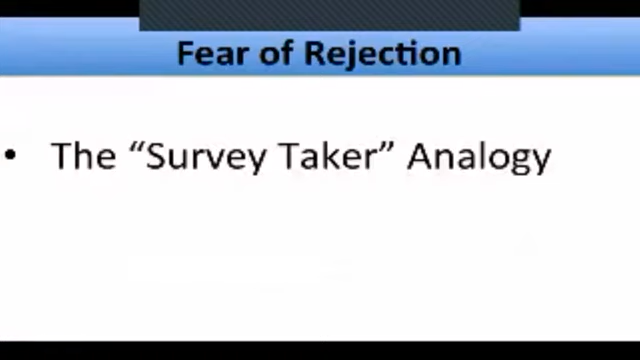 Fear of Rejection
• The “Survey Taker” Analogy